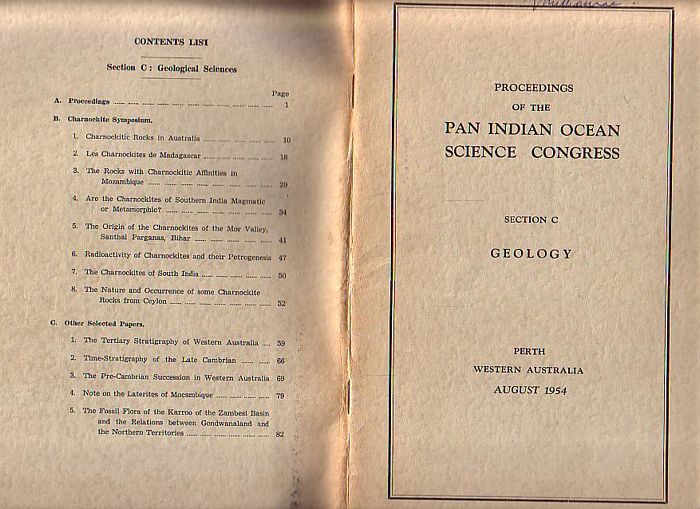 CONTENTS LIST
Section C: Geological Sciences
Page
A. Proceedings 1
B. Charnockite Symposium.
1. Charnockitic Rocks in Australia 10
2. Les Charnockites de Madagascar 18
3. The Rocks with Charnockitic Affinities in
Mozambique 29
4. Are the Charnockites of Southern India Magmatic
or Metamorphic? 34
5. The Origin of the Charnockites of the Mor Valley,
Santhal Parganas, Bihar 41
6. Radioactivity of Charnockites and their Petrogenesis 47
7. The Charnockites of South India 50
8. The Nature and Occurrence of some Charnockite
Rocks from Ceylon 52
C. Other Selected Papers.
1. The Tertiary Stratigraphy of Western Australia 59
2. Time-Stratigraphy of the Late Cambrian 66
3. The Pre-Cambrian Succession in Western Australia 69
4. Note on the Laterites of Mocambique 79
5. The Fossil Flora of the Karroo of the Zambesi Basin
and the Relations between Gondwanaland and
the Northern Territories 82
PROCEEDINGS
OF THE
PAN INDIAN OCEAN
SCIENCE CONGRESS
SECTION C
GEOLOGY
PERTH
WESTERN AUSTRALIA
AUGUST 1954